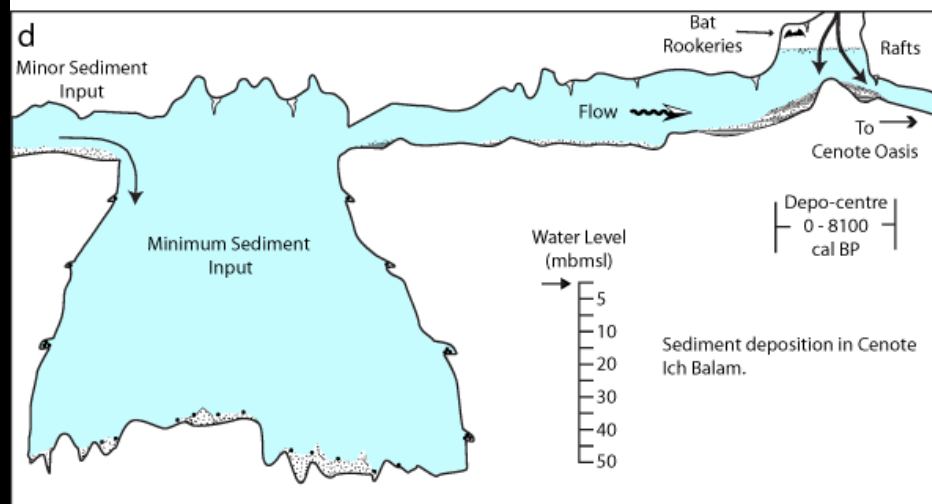 d
Minor Sediment
Input
Bat
Rookeries
Rafts
Flow
To
Cenote Oasis
Minimum Sediment
Input
Depo-centre
0 - 8100
cal BP
Water Level
(mbmsl)
5
10
20
30
40
50
Sediment deposition in Cenote
Ich Balam.